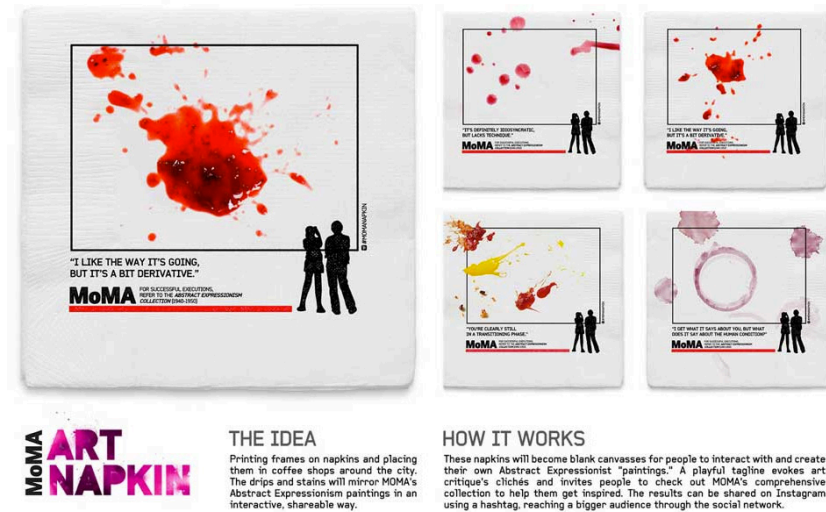 #MOMANAPKIN
"I LIKE THE WAY IT'S GOING,
BUT IT'S A BIT DERIVATIVE."
MoMA
FOR SUCCESSFUL EXECUTIONS,
REFER TO THE ABSTRACT EXPRESSIONISM
COLLECTION (1940-1950)
"IT'S DEFINITELY IDIOSYNCRATIC,
BUT LACKS TECHNIQUE."
MoMA
"I LIKE THE WAY IT'S GOING,
BUT IT'S A BIT DERIVATIVE."
MoMA
"YOU'RE CLEARLY STILL
IN A TRANSITIONING PHASE."
MoMA
"I GET WHAT IT SAYS ABOUT YOU, BUT WHAT
DOES IT SAY ABOUT THE HUMAN CONDITION?"
MoMA
MoMA
ART
NAPKIN
THE IDEA
Printing frames on napkins and placing
them in coffee shops around the city.
The drips and stains will mirror MOMA's
Abstract Expressionism paintings in an
interactive, shareable way.
HOW IT WORKS
These napkins will become blank canvasses for people to interact with and create
their own Abstract Expressionist "paintings." A playful tagline evokes art
critique's clichés and invites people to check out MOMA's comprehensive
collection to help them get inspired. The results can be shared on Instagram
using a hashtag, reaching a bigger audience through the social network.